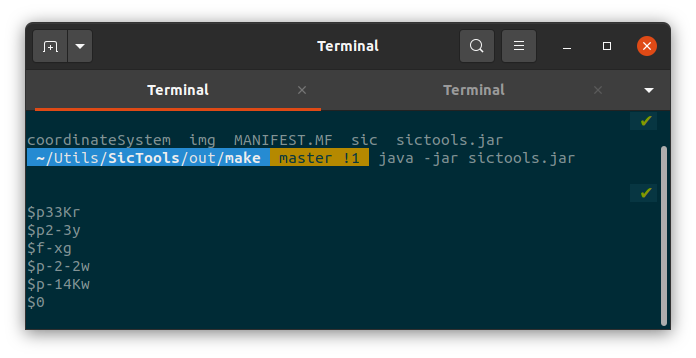 Terminal
Terminal
Terminal
coordinateSystem img MANIFEST.MF sic sictools.jar
~/Utils/SicTools/out/make master !1 java -jar sictools.jar
$p33Kr
$p2-3y
$f-xg
$p-2-2w
$p-14Kw
$0